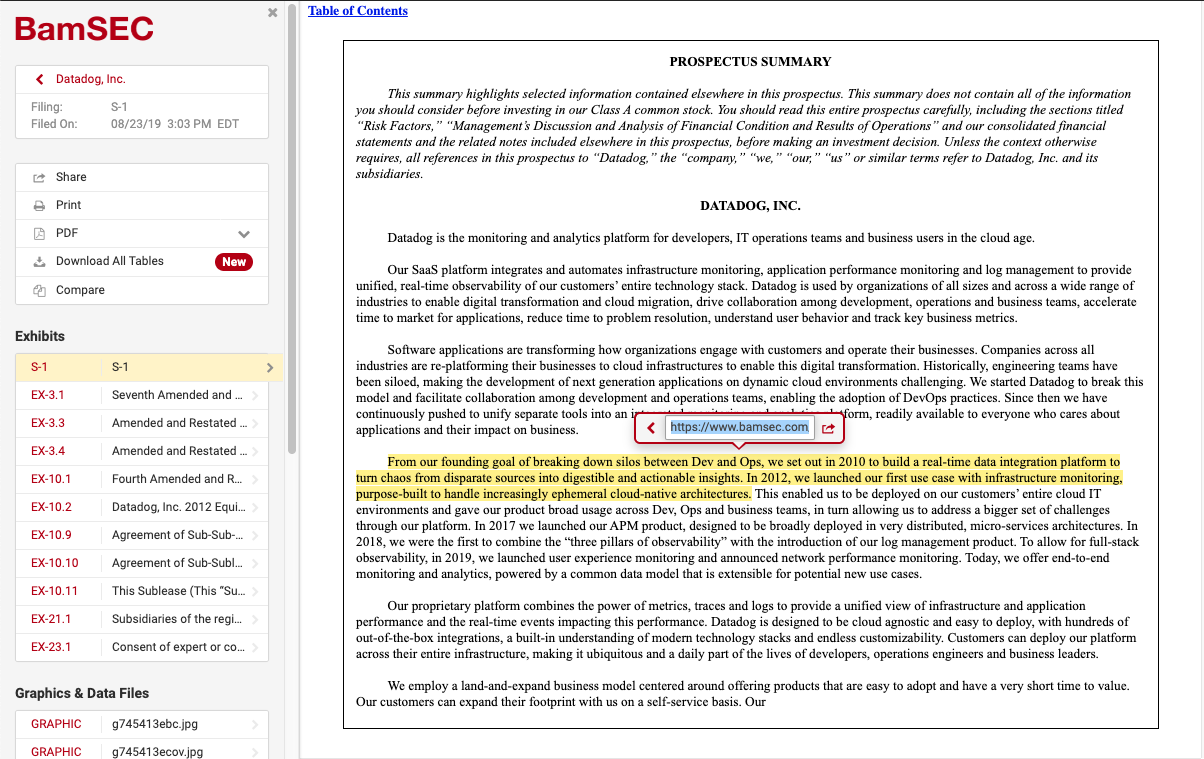 BamSEC
Datadog, Inc.
Filing: S-1
Filed On: 08/23/19 3:03 PM EDT
Share
Print
PDF
Download All Tables New
Compare
Exhibits
S-1 S-1
EX-3.1 Seventh Amended and ...
EX-3.3 Amended and Restated ...
EX-3.4 Amended and Restated ...
EX-10.1 Fourth Amended and R...
EX-10.2 Datadog, Inc. 2012 Equi...
EX-10.9 Agreement of Sub-Sub-...
EX-10.10 Agreement of Sub-Subl...
EX-10.11 This Sublease (This “Su...
EX-21.1 Subsidiaries of the regi...
EX-23.1 Consent of expert or co...
Graphics & Data Files
GRAPHIC g745413ebc.jpg
GRAPHIC g745413ecov.jpg
Table of Contents
PROSPECTUS SUMMARY
This summary highlights selected information contained elsewhere in this prospectus. This summary does not contain all of the information
you should consider before investing in our Class A common stock. You should read this entire prospectus carefully, including the sections titled
“Risk Factors,” “Management’s Discussion and Analysis of Financial Condition and Results of Operations” and our consolidated financial
statements and the related notes included elsewhere in this prospectus, before making an investment decision. Unless the context otherwise
requires, all references in this prospectus to “Datadog,” the “company,” “we,” “our,” “us” or similar terms refer to Datadog, Inc. and its
subsidiaries.
DATADOG, INC.
Datadog is the monitoring and analytics platform for developers, IT operations teams and business users in the cloud age.
Our SaaS platform integrates and automates infrastructure monitoring, application performance monitoring and log management to provide
unified, real-time observability of our customers’ entire technology stack. Datadog is used by organizations of all sizes and across a wide range of
industries to enable digital transformation and cloud migration, drive collaboration among development, operations and business teams, accelerate
time to market for applications, reduce time to problem resolution, understand user behavior and track key business metrics.
Software applications are transforming how organizations engage with customers and operate their businesses. Companies across all
industries are re-platforming their businesses to cloud infrastructures to enable this digital transformation. Historically, engineering teams have
been siloed, making the development of next generation applications on dynamic cloud environments challenging. We started Datadog to break this
model and facilitate collaboration among development and operations teams, enabling the adoption of DevOps practices. Since then we have
continuously pushed to unify separate tools into an platform, readily available to everyone who cares about
applications and their impact on business.
https://www.bamsec.com
From our founding goal of breaking down silos between Dev and Ops, we set out in 2010 to build a real-time data integration platform to
turn chaos from disparate sources into digestible and actionable insights. In 2012, we launched our first use case with infrastructure monitoring,
purpose-built to handle increasingly ephemeral cloud-native architectures. This enabled us to be deployed on our customers’ entire cloud IT
environments and gave our product broad usage across Dev, Ops and business teams, in turn allowing us to address a bigger set of challenges
through our platform. In 2017 we launched our APM product, designed to be broadly deployed in very distributed, micro-services architectures. In
2018, we were the first to combine the “three pillars of observability” with the introduction of our log management product. To allow for full-stack
observability, in 2019, we launched user experience monitoring and announced network performance monitoring. Today, we offer end-to-end
monitoring and analytics, powered by a common data model that is extensible for potential new use cases.
Our proprietary platform combines the power of metrics, traces and logs to provide a unified view of infrastructure and application
performance and the real-time events impacting this performance. Datadog is designed to be cloud agnostic and easy to deploy, with hundreds of
out-of-the-box integrations, a built-in understanding of modern technology stacks and endless customizability. Customers can deploy our platform
across their entire infrastructure, making it ubiquitous and a daily part of the lives of developers, operations engineers and business leaders.
We employ a land-and-expand business model centered around offering products that are easy to adopt and have a very short time to value.
Our customers can expand their footprint with us on a self-service basis. Our